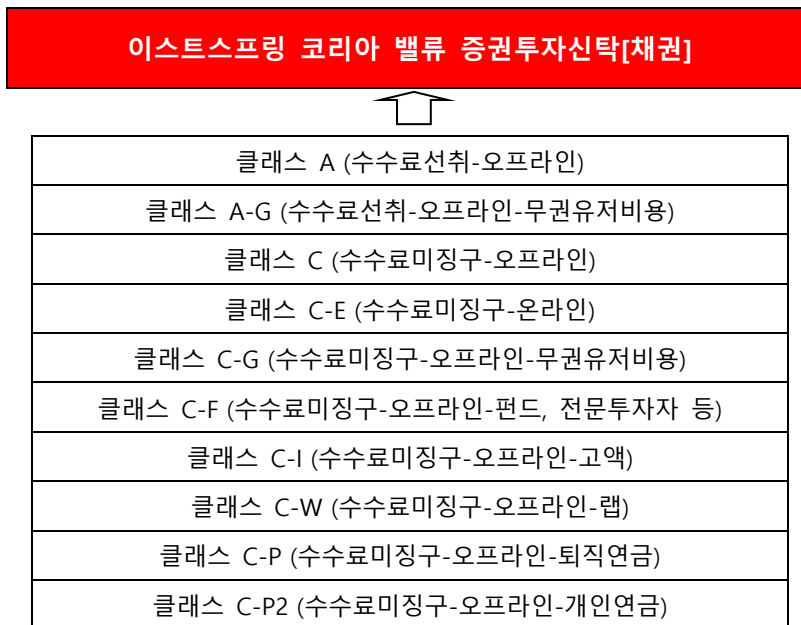 이스트스프링 코리아 밸류 증권투자신탁[채권]
클래스 A (수수료선취-오프라인)
클래스 A-G (수수료선취-오프라인-무권유저비용)
클래스 C (수수료미징구-오프라인)
클래스 C-E (수수료미징구-온라인)
클래스 C-G (수수료미징구-오프라인-무권유저비용)
클래스 C-F (수수료미징구-오프라인-펀드, 전문투자자 등)
클래스 C-I (수수료미징구-오프라인-고액)
클래스 C-W (수수료미징구-오프라인-랩)
클래스 C-P (수수료미징구-오프라인-퇴직연금)
클래스 C-P2 (수수료미징구-오프라인-개인연금)